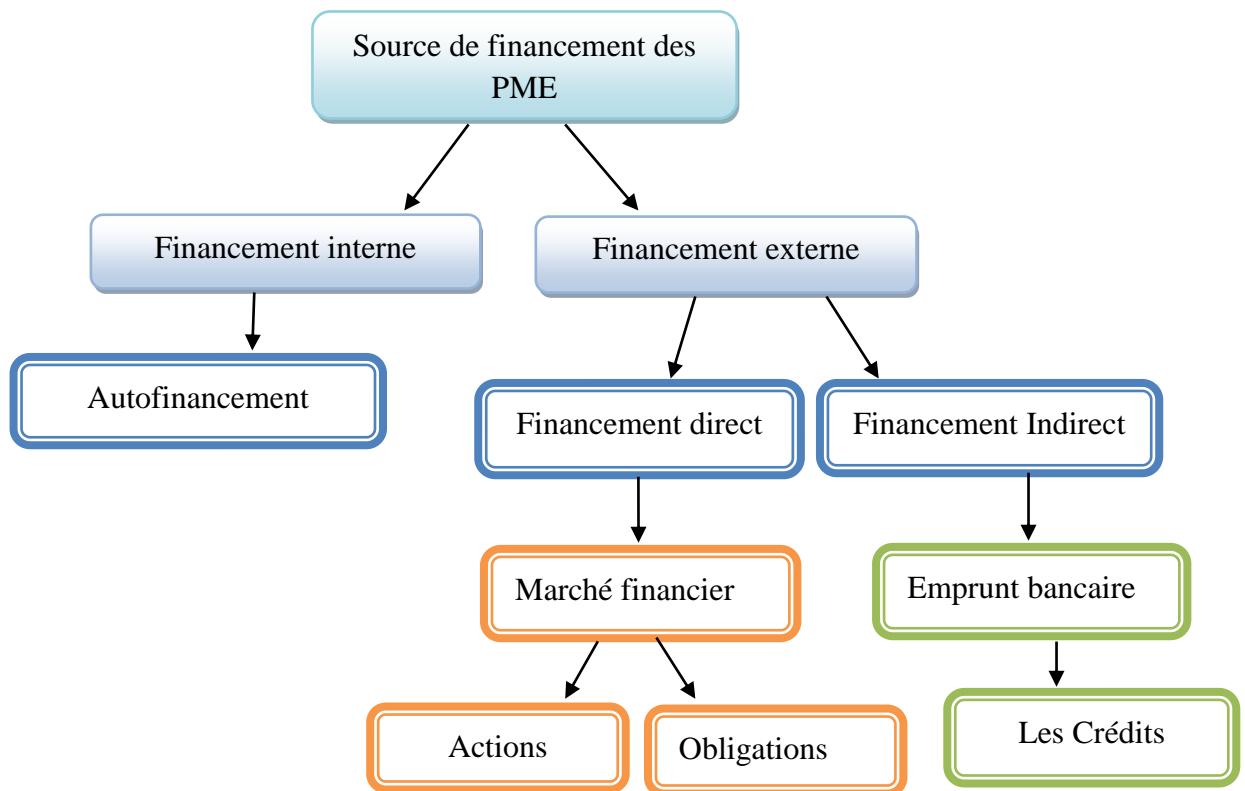 Source de financement des
PME
Financement interne
Financement externe
Autofinancement
Financement direct
Financement Indirect
Marché financier
Emprunt bancaire
Actions
Obligations
Les Crédits